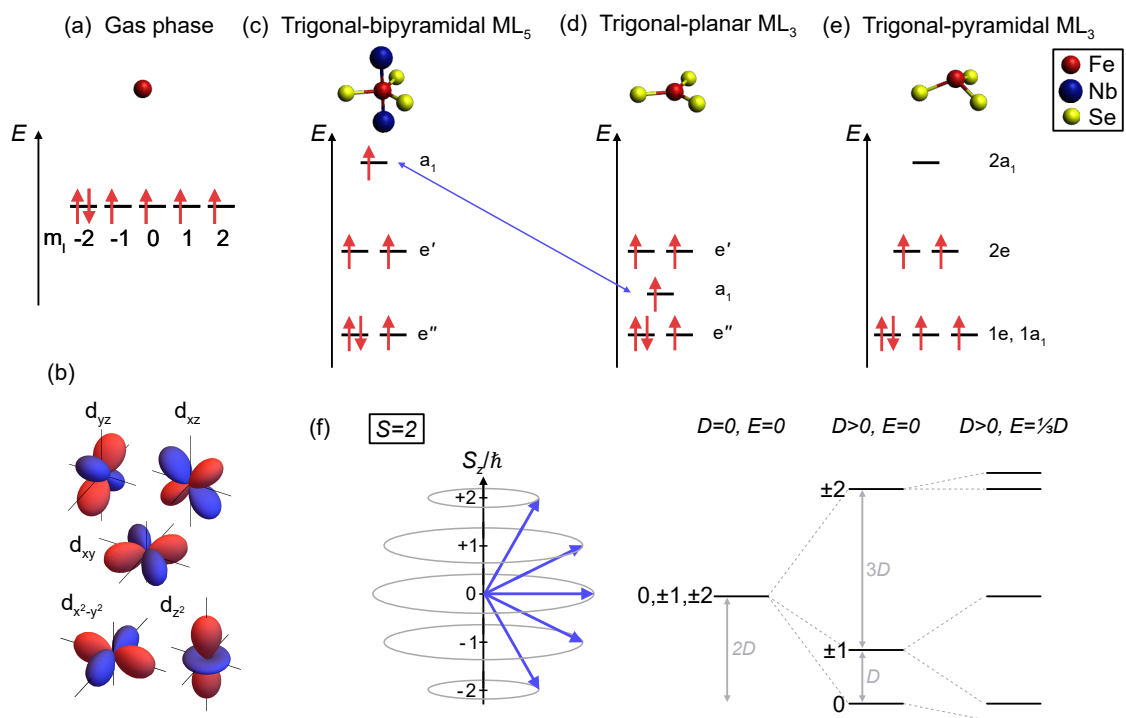 (a) Gas phase
(c) Trigonal-bipyramidal ML5
(d) Trigonal-planar ML3
(e) Trigonal-pyramidal ML3
Fe
Nb
Se
E
E
E
E
a1
2a1
e′
e′
2e
a1
e″
e″
1e, 1a1
ml -2 -1 0 1 2
(b)
dyz
dxz
dxy
dx²-y²
dz²
(f)
S=2
Sz/ħ
+2
+1
0
-1
-2
D=0, E=0
D>0, E=0
D>0, E=⅓D
±2
3D
0,±1,±2
2D
±1
D
0